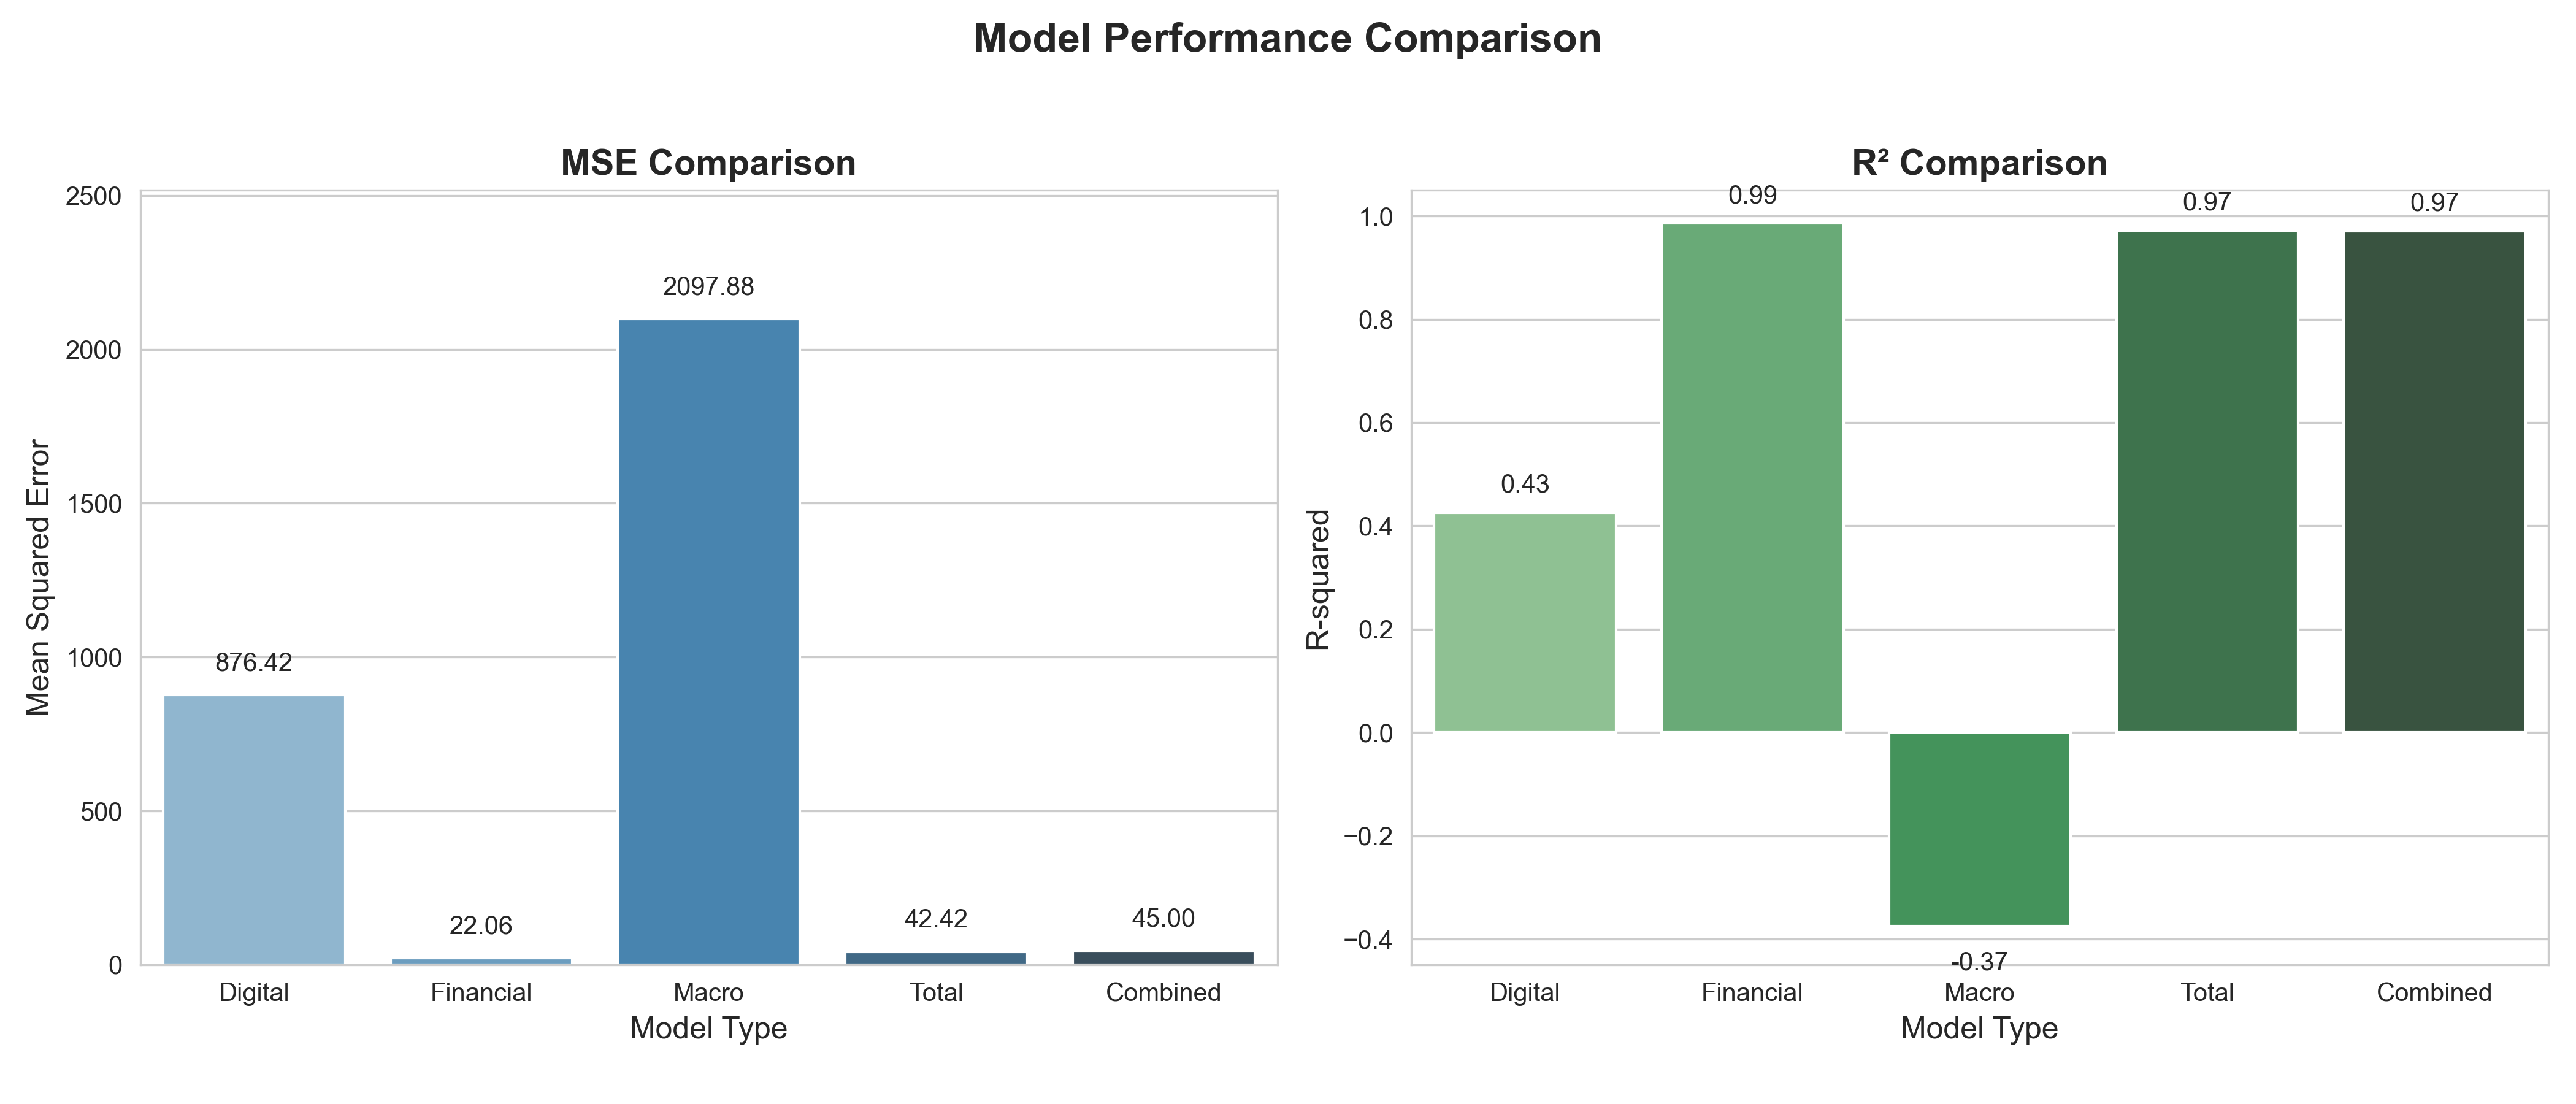 Model Performance Comparison
MSE Comparison
2500
2000
1500
1000
500
0
Mean Squared Error
876.42
22.06
2097.88
42.42
45.00
Digital Financial Macro Total Combined
Model Type
R² Comparison
1.0
0.8
0.6
0.4
0.2
0.0
−0.2
−0.4
R-squared
0.43
0.99
-0.37
0.97
0.97
Digital Financial Macro Total Combined
Model Type